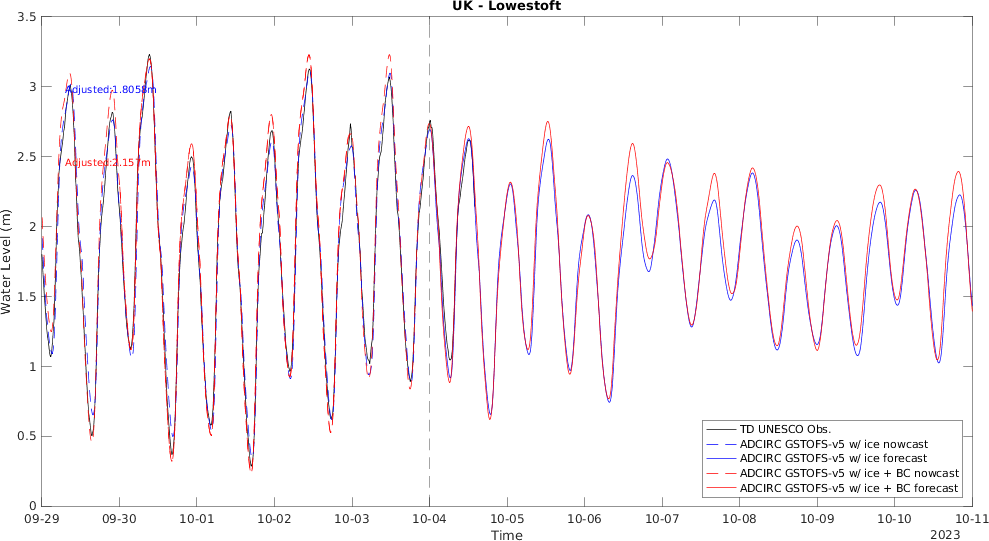 UK - Lowestoft
3.5
3
2.5
2
1.5
1
0.5
0
Water Level (m)
Adjusted:1.8058m
Adjusted:2.157m
TD UNESCO Obs.
ADCIRC GSTOFS-v5 w/ ice nowcast
ADCIRC GSTOFS-v5 w/ ice forecast
ADCIRC GSTOFS-v5 w/ ice + BC nowcast
ADCIRC GSTOFS-v5 w/ ice + BC forecast
09-29 09-30 10-01 10-02 10-03 10-04 10-05 10-06 10-07 10-08 10-09 10-10 10-11
Time
2023